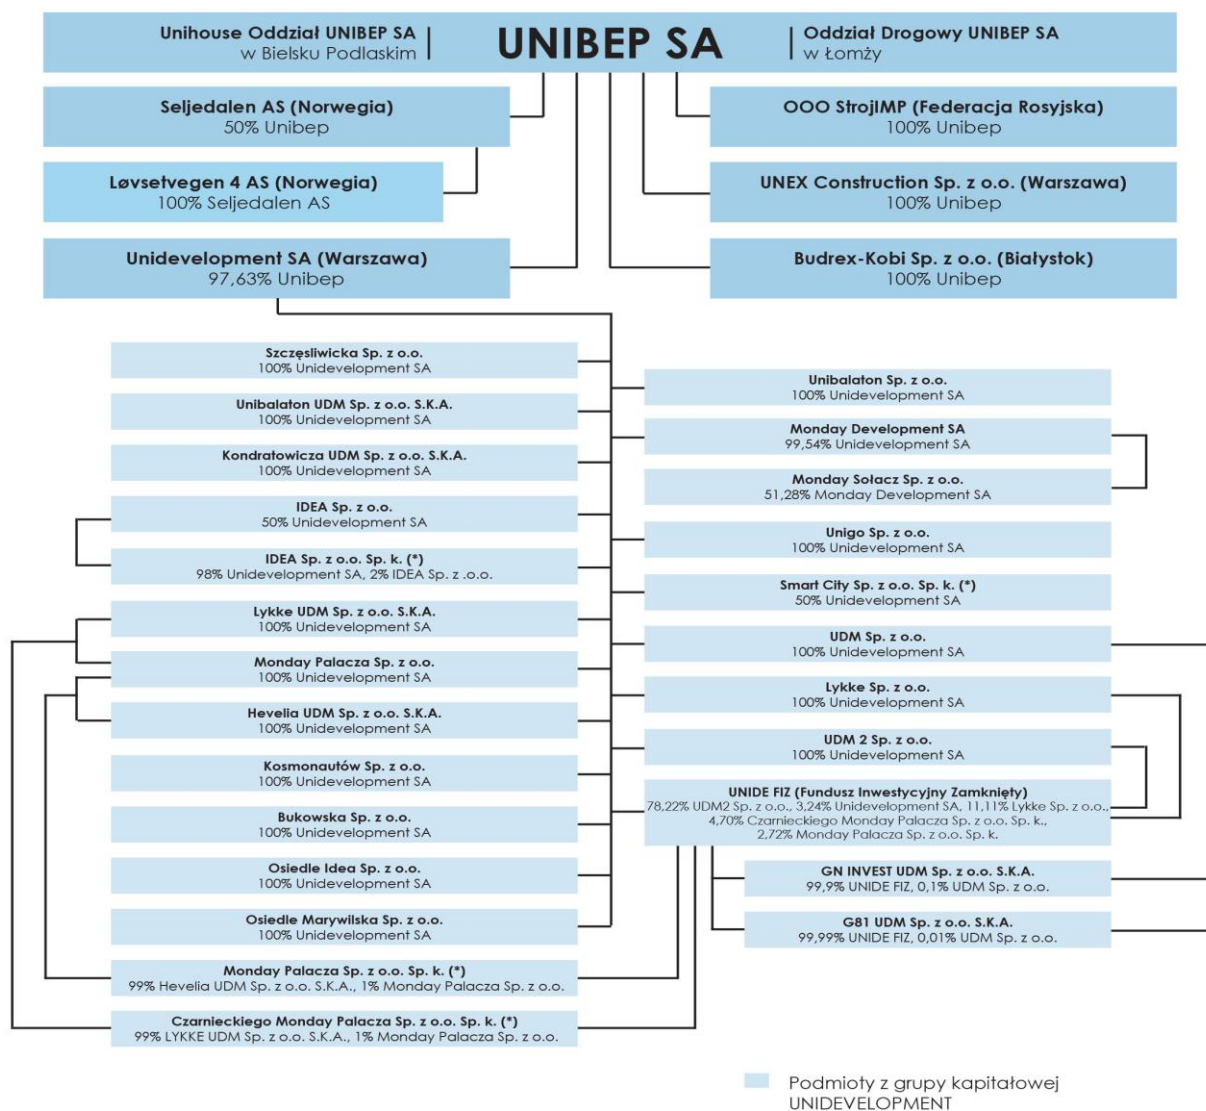 Unihouse Oddział UNIBEP SA
w Bielsku Podlaskim
UNIBEP SA
Oddział Drogowy UNIBEP SA
w Łomży
Seljedalen AS (Norwegia)
50% Unibep
OOO StrojIMP (Federacja Rosyjska)
100% Unibep
Løvsetvegen 4 AS (Norwegia)
100% Seljedalen AS
UNEX Construction Sp. z o.o. (Warszawa)
100% Unibep
Unidevelopment SA (Warszawa)
97,63% Unibep
Budrex-Kobi Sp. z o.o. (Białystok)
100% Unibep
Szczęsliwicka Sp. z o.o.
100% Unidevelopment SA
Unibalaton UDM Sp. z o.o. S.K.A.
100% Unidevelopment SA
Kondratowicza UDM Sp. z o.o. S.K.A.
100% Unidevelopment SA
IDEA Sp. z o.o.
50% Unidevelopment SA
IDEA Sp. z o.o. Sp. k. (*)
98% Unidevelopment SA, 2% IDEA Sp. z .o.o.
Lykke UDM Sp. z o.o. S.K.A.
100% Unidevelopment SA
Monday Palacza Sp. z o.o.
100% Unidevelopment SA
Hevelia UDM Sp. z o.o. S.K.A.
100% Unidevelopment SA
Kosmonautów Sp. z o.o.
100% Unidevelopment SA
Bukowska Sp. z o.o.
100% Unidevelopment SA
Osiedle Idea Sp. z o.o.
100% Unidevelopment SA
Osiedle Marywilska Sp. z o.o.
100% Unidevelopment SA
Monday Palacza Sp. z o.o. Sp. k. (*)
99% Hevelia UDM Sp. z o.o. S.K.A., 1% Monday Palacza Sp. z o.o.
Czarnieckiego Monday Palacza Sp. z o.o. Sp. k. (*)
99% LYKKE UDM Sp. z o.o. S.K.A., 1% Monday Palacza Sp. z o.o.
Unibalaton Sp. z o.o.
100% Unidevelopment SA
Monday Development SA
99,54% Unidevelopment SA
Monday Sołacz Sp. z o.o.
51,28% Monday Development SA
Unigo Sp. z o.o.
100% Unidevelopment SA
Smart City Sp. z o.o. Sp. k. (*)
50% Unidevelopment SA
UDM Sp. z o.o.
100% Unidevelopment SA
Lykke Sp. z o.o.
100% Unidevelopment SA
UDM 2 Sp. z o.o.
100% Unidevelopment SA
UNIDE FIZ (Fundusz Inwestycyjny Zamknięty)
78,22% UDM2 Sp. z o.o., 3,24% Unidevelopment SA, 11,11% Lykke Sp. z o.o.,
4,70% Czarnieckiego Monday Palacza Sp. z o.o. Sp. k.,
2,72% Monday Palacza Sp. z o.o. Sp. k.
GN INVEST UDM Sp. z o.o. S.K.A.
99,9% UNIDE FIZ, 0,1% UDM Sp. z o.o.
G81 UDM Sp. z o.o. S.K.A.
99,99% UNIDE FIZ, 0,01% UDM Sp. z o.o.
Podmioty z grupy kapitałowej
UNIDEVELOPMENT